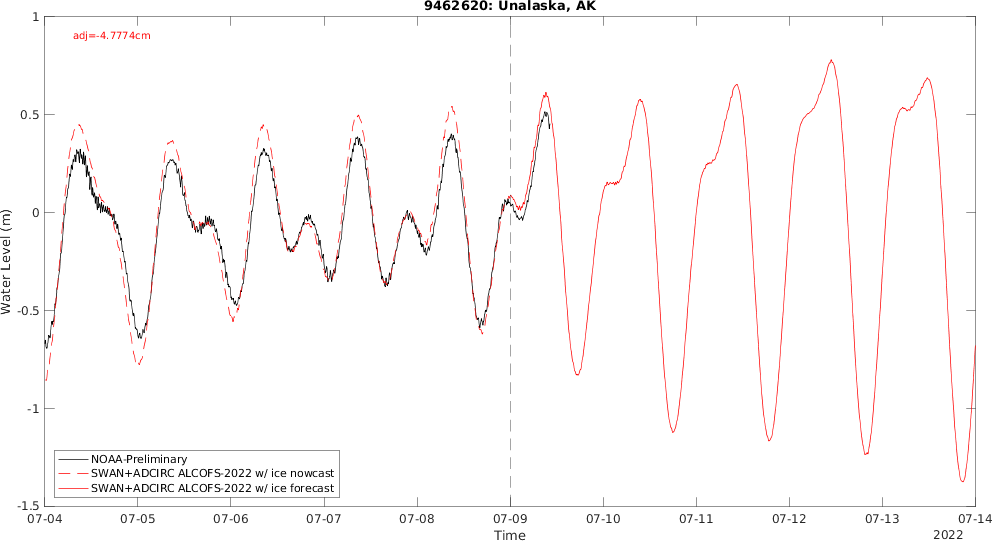 9462620: Unalaska, AK
adj=-4.7774cm
1
0.5
0
-0.5
-1
-1.5
Water Level (m)
NOAA-Preliminary
SWAN+ADCIRC ALCOFS-2022 w/ ice nowcast
SWAN+ADCIRC ALCOFS-2022 w/ ice forecast
07-04 07-05 07-06 07-07 07-08 07-09 07-10 07-11 07-12 07-13 07-14
Time
2022